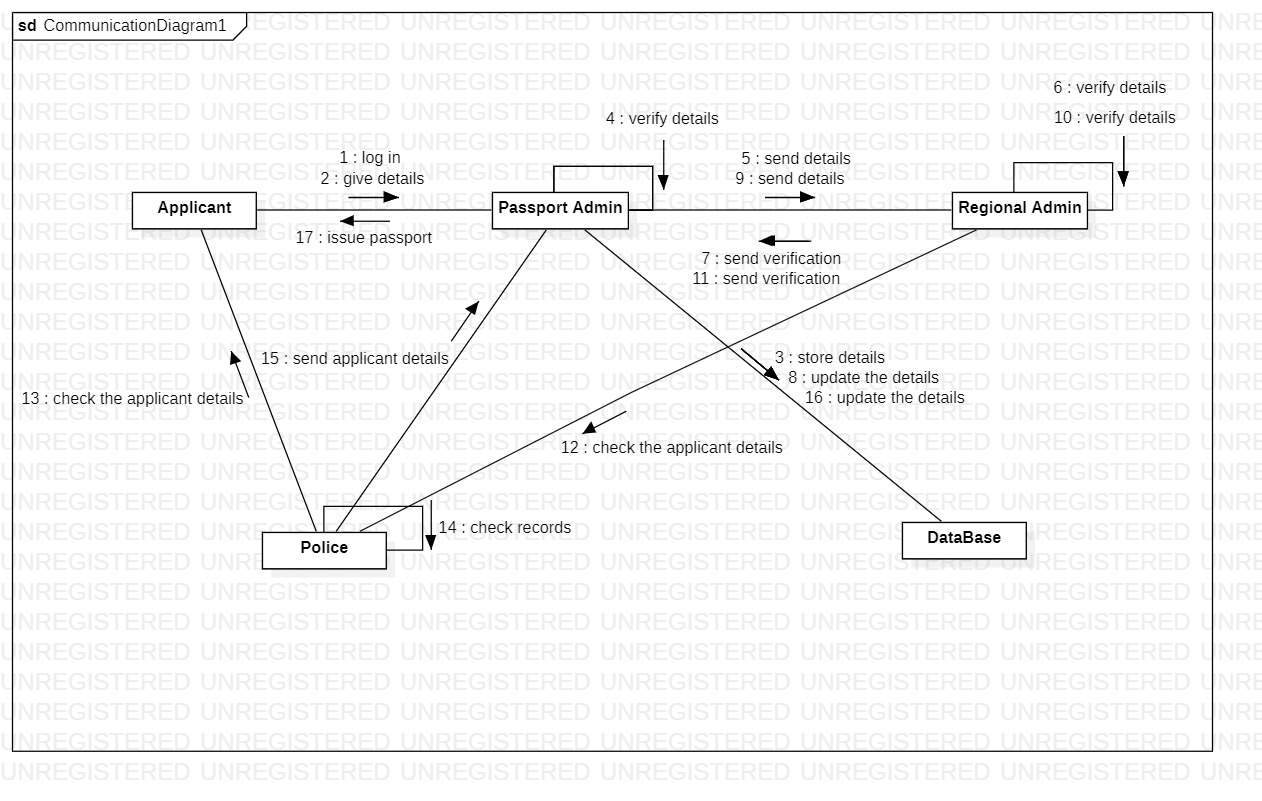 sd CommunicationDiagram1
6 : verify details
10 : verify details
4 : verify details
1 : log in
2 : give details
5 : send details
9 : send details
Applicant
Passport Admin
Regional Admin
17 : issue passport
7 : send verification
11 : send verification
15 : send applicant details
3 : store details
8 : update the details
16 : update the details
13 : check the applicant details
12 : check the applicant details
14 : check records
Police
DataBase
UNREGISTERED